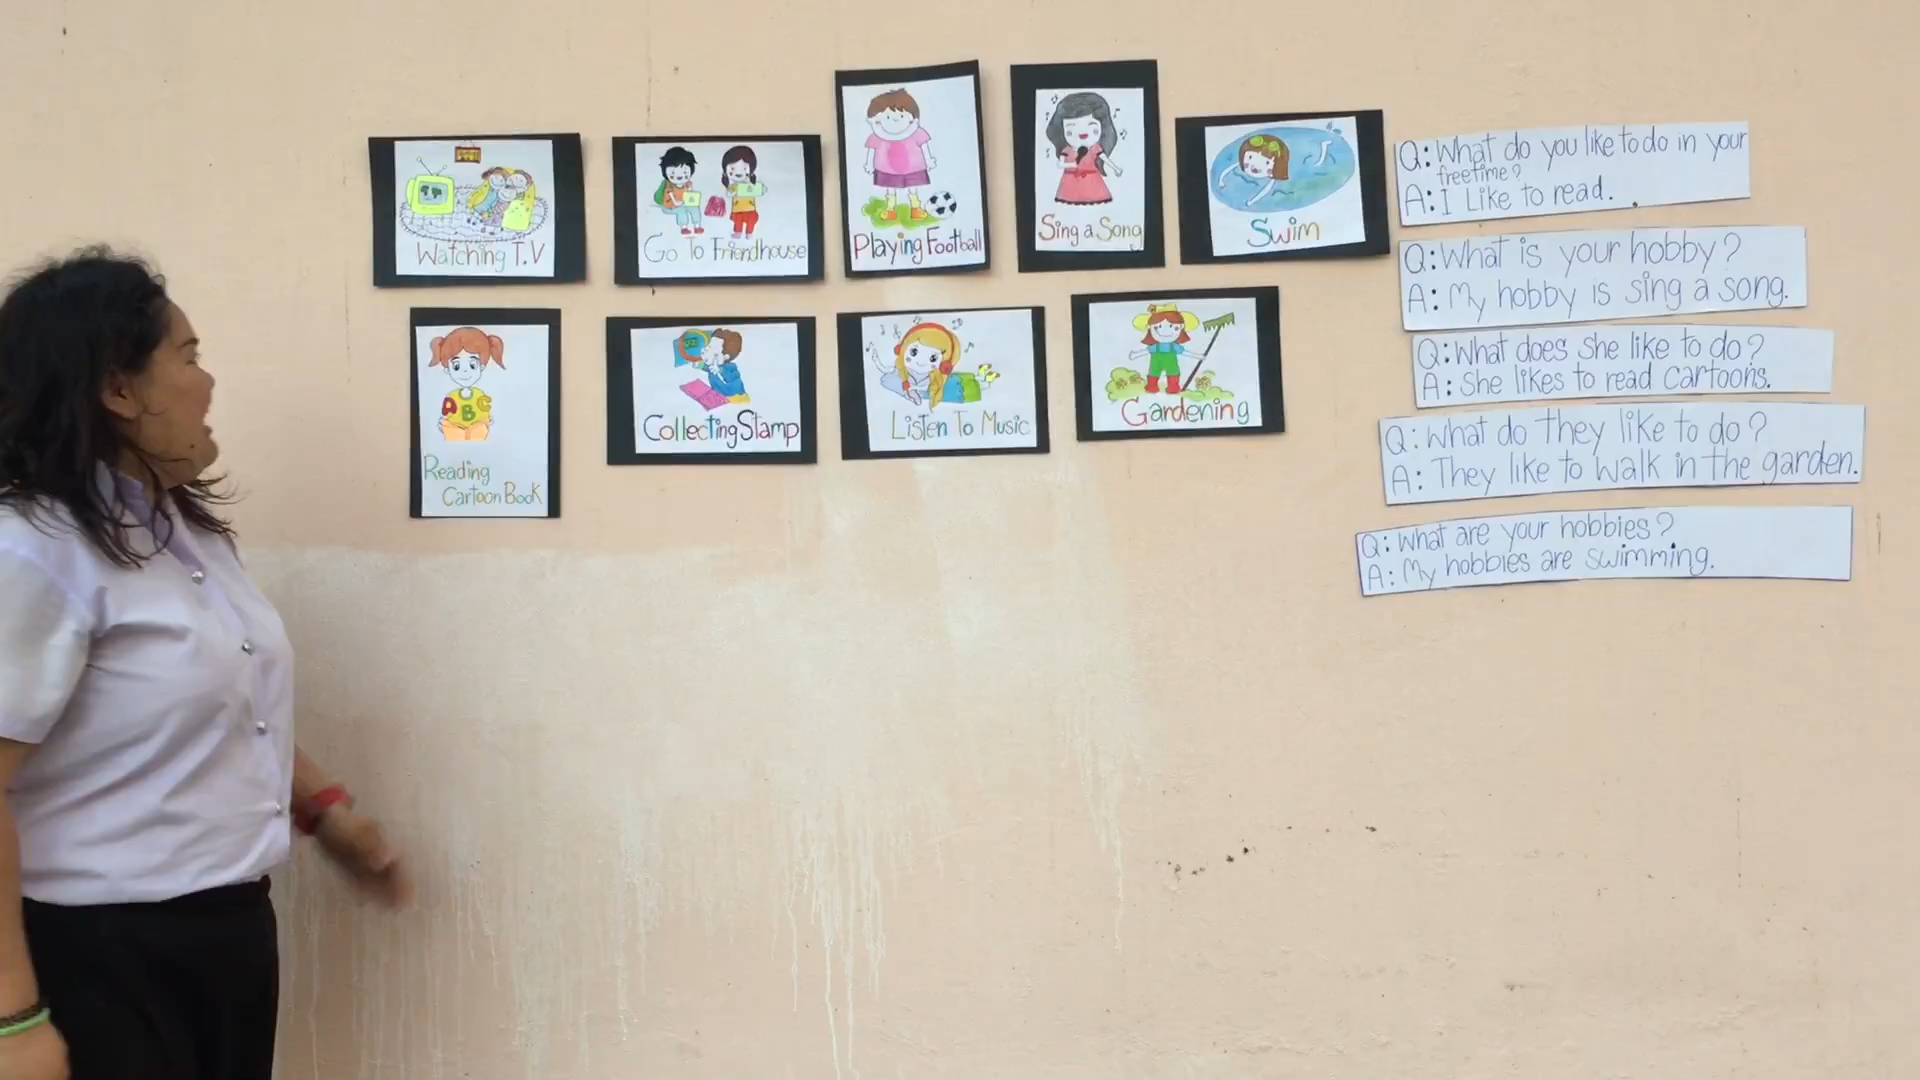 Watching T.V
Go To Friendhouse
Playing Football
Sing a Song
Swim
Reading
Cartoon Book
Collecting Stamp
Listen To Music
Gardening
Q: What do you like to do in your
freetime?
A: I Like to read.
Q: What is your hobby?
A: My hobby is sing a song.
Q: What does she like to do?
A: She likes to read cartoons.
Q: What do they like to do?
A: They like to walk in the garden.
Q: What are your hobbies?
A: My hobbies are swimming.